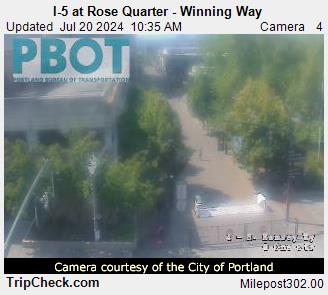 I-5 at Rose Quarter - Winning Way
Updated Jul 20 2024 10:35 AM Camera 4
PBOT
PORTLAND BUREAU OF TRANSPORTATION
Camera courtesy of the City of Portland
TripCheck.com Milepost302.00